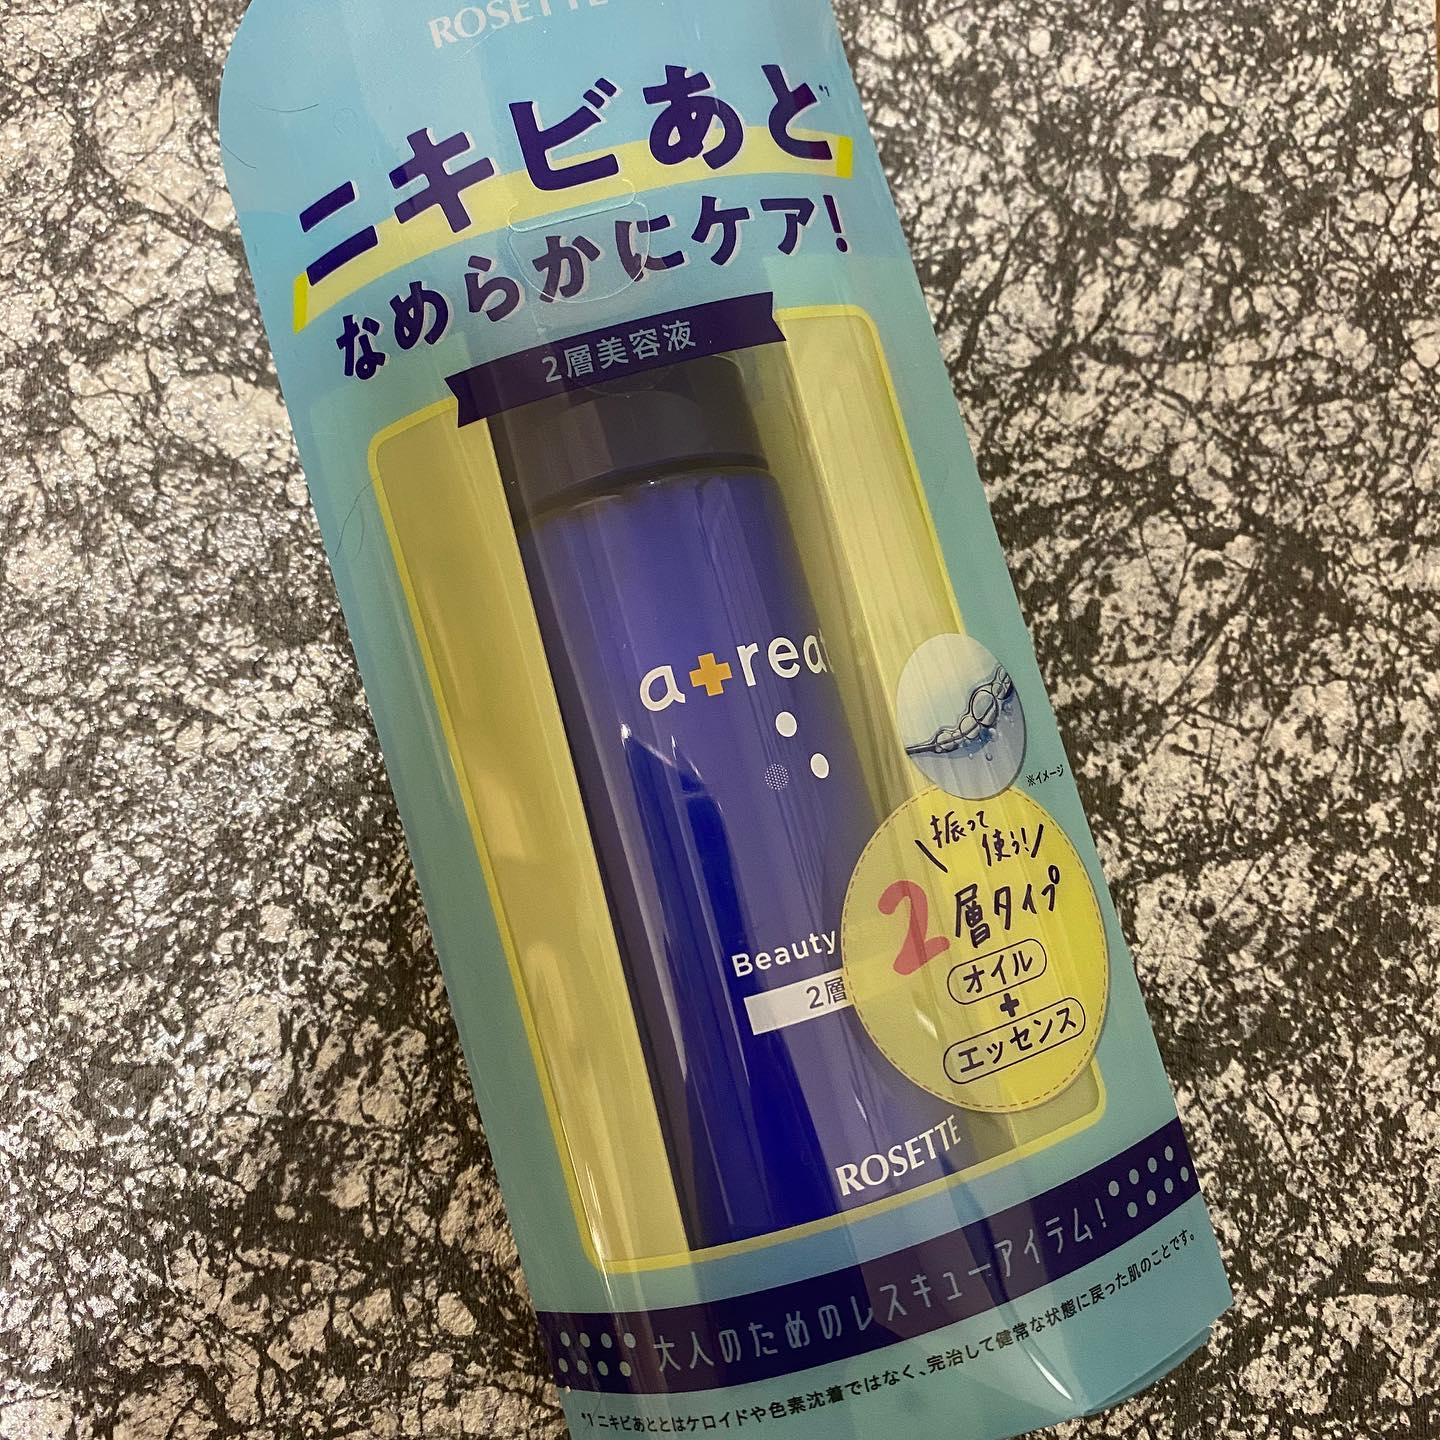 ROSETTE
ニキビあと*1
なめらかにケア!
2層美容液
a+reat
※イメージ
\振って
使う!/
2層タイプ
オイル
+
エッセンス
Beauty
2層
ROSETTE
大人のためのレスキューアイテム!
*1 ニキビあととはケロイドや色素沈着ではなく、完治して健常な状態に戻った肌のことです。